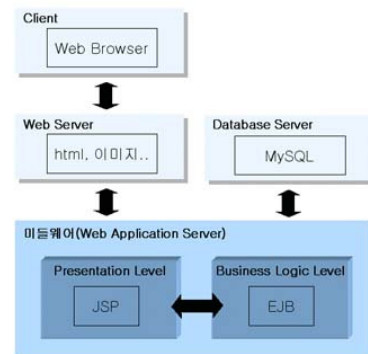 Client
Web Browser
Web Server
html, 이미지..
Database Server
MySQL
미들웨어(Web Application Server)
Presentation Level
JSP
Business Logic Level
EJB